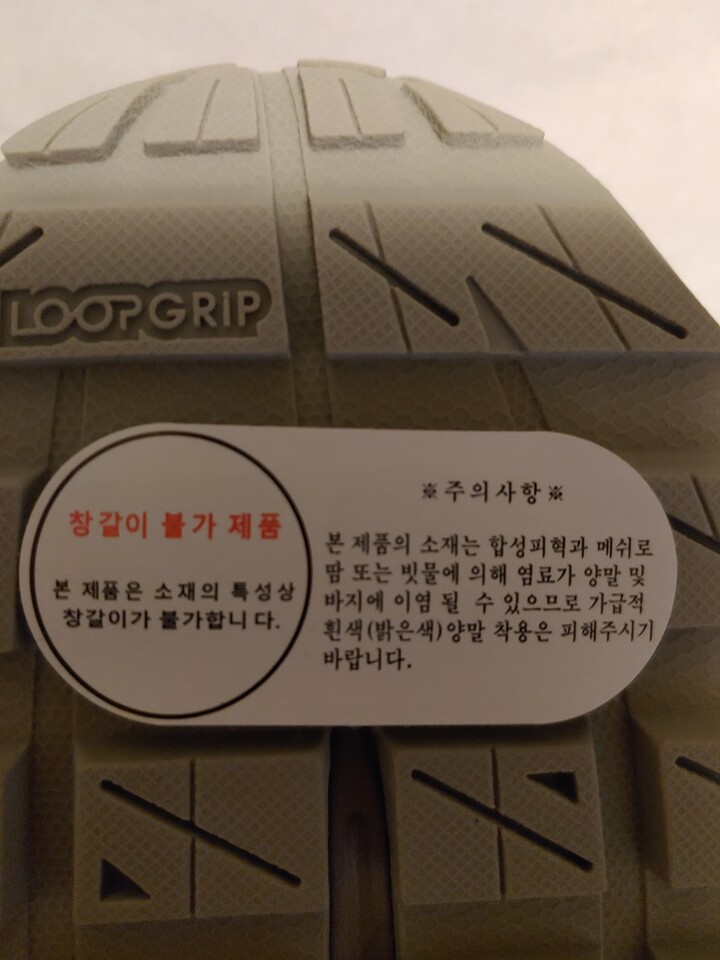 LOOPGRIP
창갈이 불가 제품
본 제품은 소재의 특성상
창갈이가 불가합니다.
※주의사항※
본 제품의 소재는 합성피혁과 메쉬로
땀 또는 빗물에 의해 염료가 양말 및
바지에 이염 될 수 있으므로 가급적
흰색(밝은색)양말 착용은 피해주시기
바랍니다.